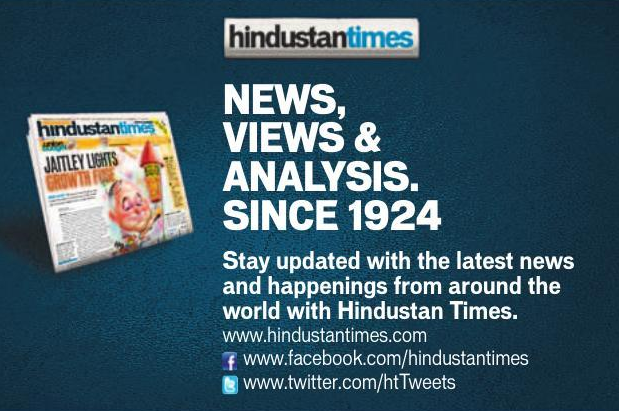 hindustantimes
NEWS,
VIEWS &
ANALYSIS.
SINCE 1924
hindustantimes
JAITLEY LIGHTS
GROWTH FUSE
Stay updated with the latest news
and happenings from around the
world with Hindustan Times.
www.hindustantimes.com
f www.facebook.com/hindustantimes
www.twitter.com/htTweets